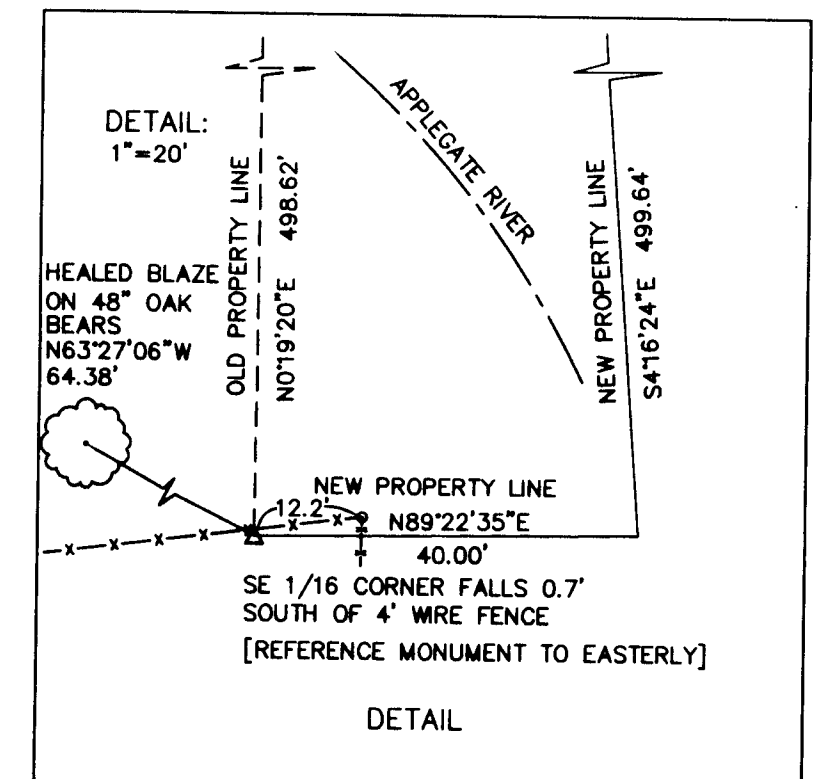 DETAIL:
1"=20'
APPLEGATE RIVER
OLD PROPERTY LINE
N0°19'20"E 498.62'
NEW PROPERTY LINE
S4°16'24"E 499.64'
HEALED BLAZE
ON 48" OAK
BEARS
N63°27'06"W
64.38'
NEW PROPERTY LINE
12.2'
N89°22'35"E
40.00'
SE 1/16 CORNER FALLS 0.7'
SOUTH OF 4' WIRE FENCE
[REFERENCE MONUMENT TO EASTERLY]
DETAIL